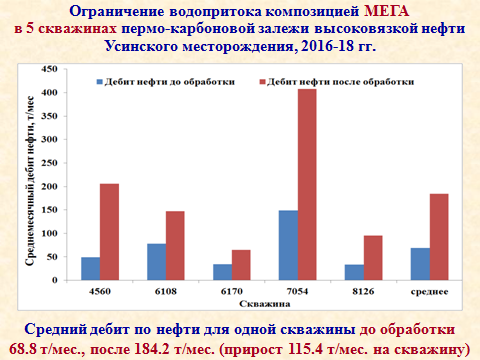 Ограничение водопритока композицией МЕГА
в 5 скважинах пермо-карбоновой залежи высоковязкой нефти
Усинского месторождения, 2016-18 гг.
Дебит нефти до обработки
Дебит нефти после обработки
Среднемесячный дебит нефти, т/мес
450
400
350
300
250
200
150
100
50
0
4560 6108 6170 7054 8126 среднее
Скважина
Средний дебит по нефти для одной скважины до обработки
68.8 т/мес., после 184.2 т/мес. (прирост 115.4 т/мес. на скважину)